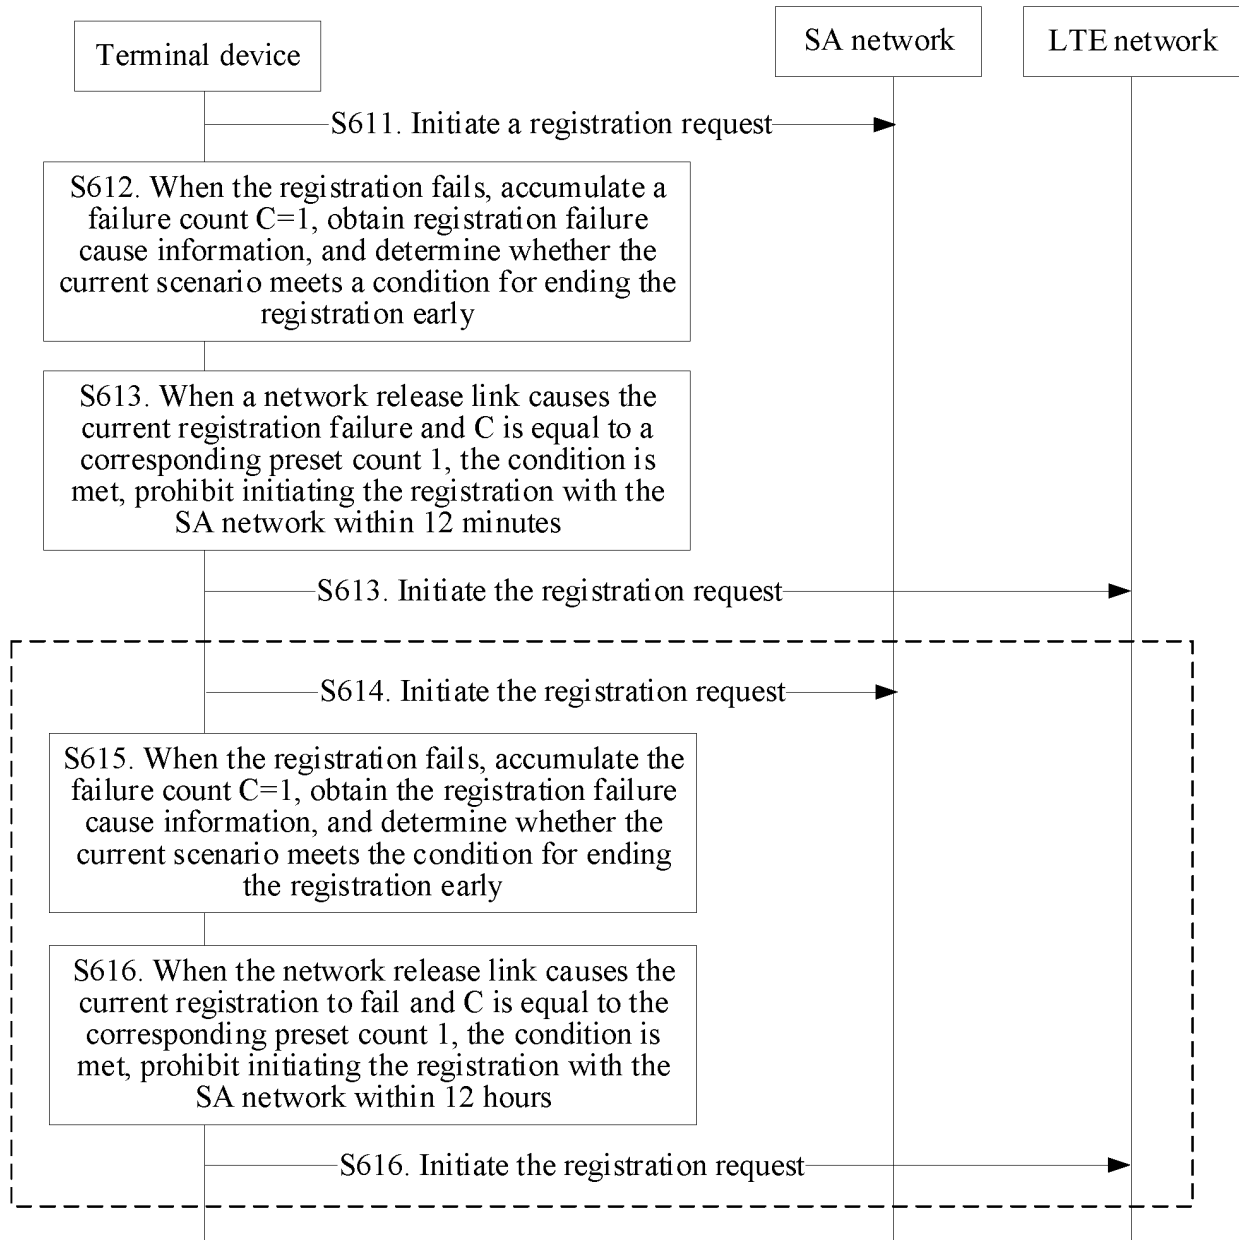 Terminal device
SA network
LTE network
S611. Initiate a registration request
S612. When the registration fails, accumulate a
failure count C=1, obtain registration failure
cause information, and determine whether the
current scenario meets a condition for ending the
registration early
S613. When a network release link causes the
current registration failure and C is equal to a
corresponding preset count 1, the condition is
met, prohibit initiating the registration with the
SA network within 12 minutes
S613. Initiate the registration request
S614. Initiate the registration request
S615. When the registration fails, accumulate the
failure count C=1, obtain the registration failure
cause information, and determine whether the
current scenario meets the condition for ending
the registration early
S616. When the network release link causes the
current registration to fail and C is equal to the
corresponding preset count 1, the condition is
met, prohibit initiating the registration with the
SA network within 12 hours
S616. Initiate the registration request